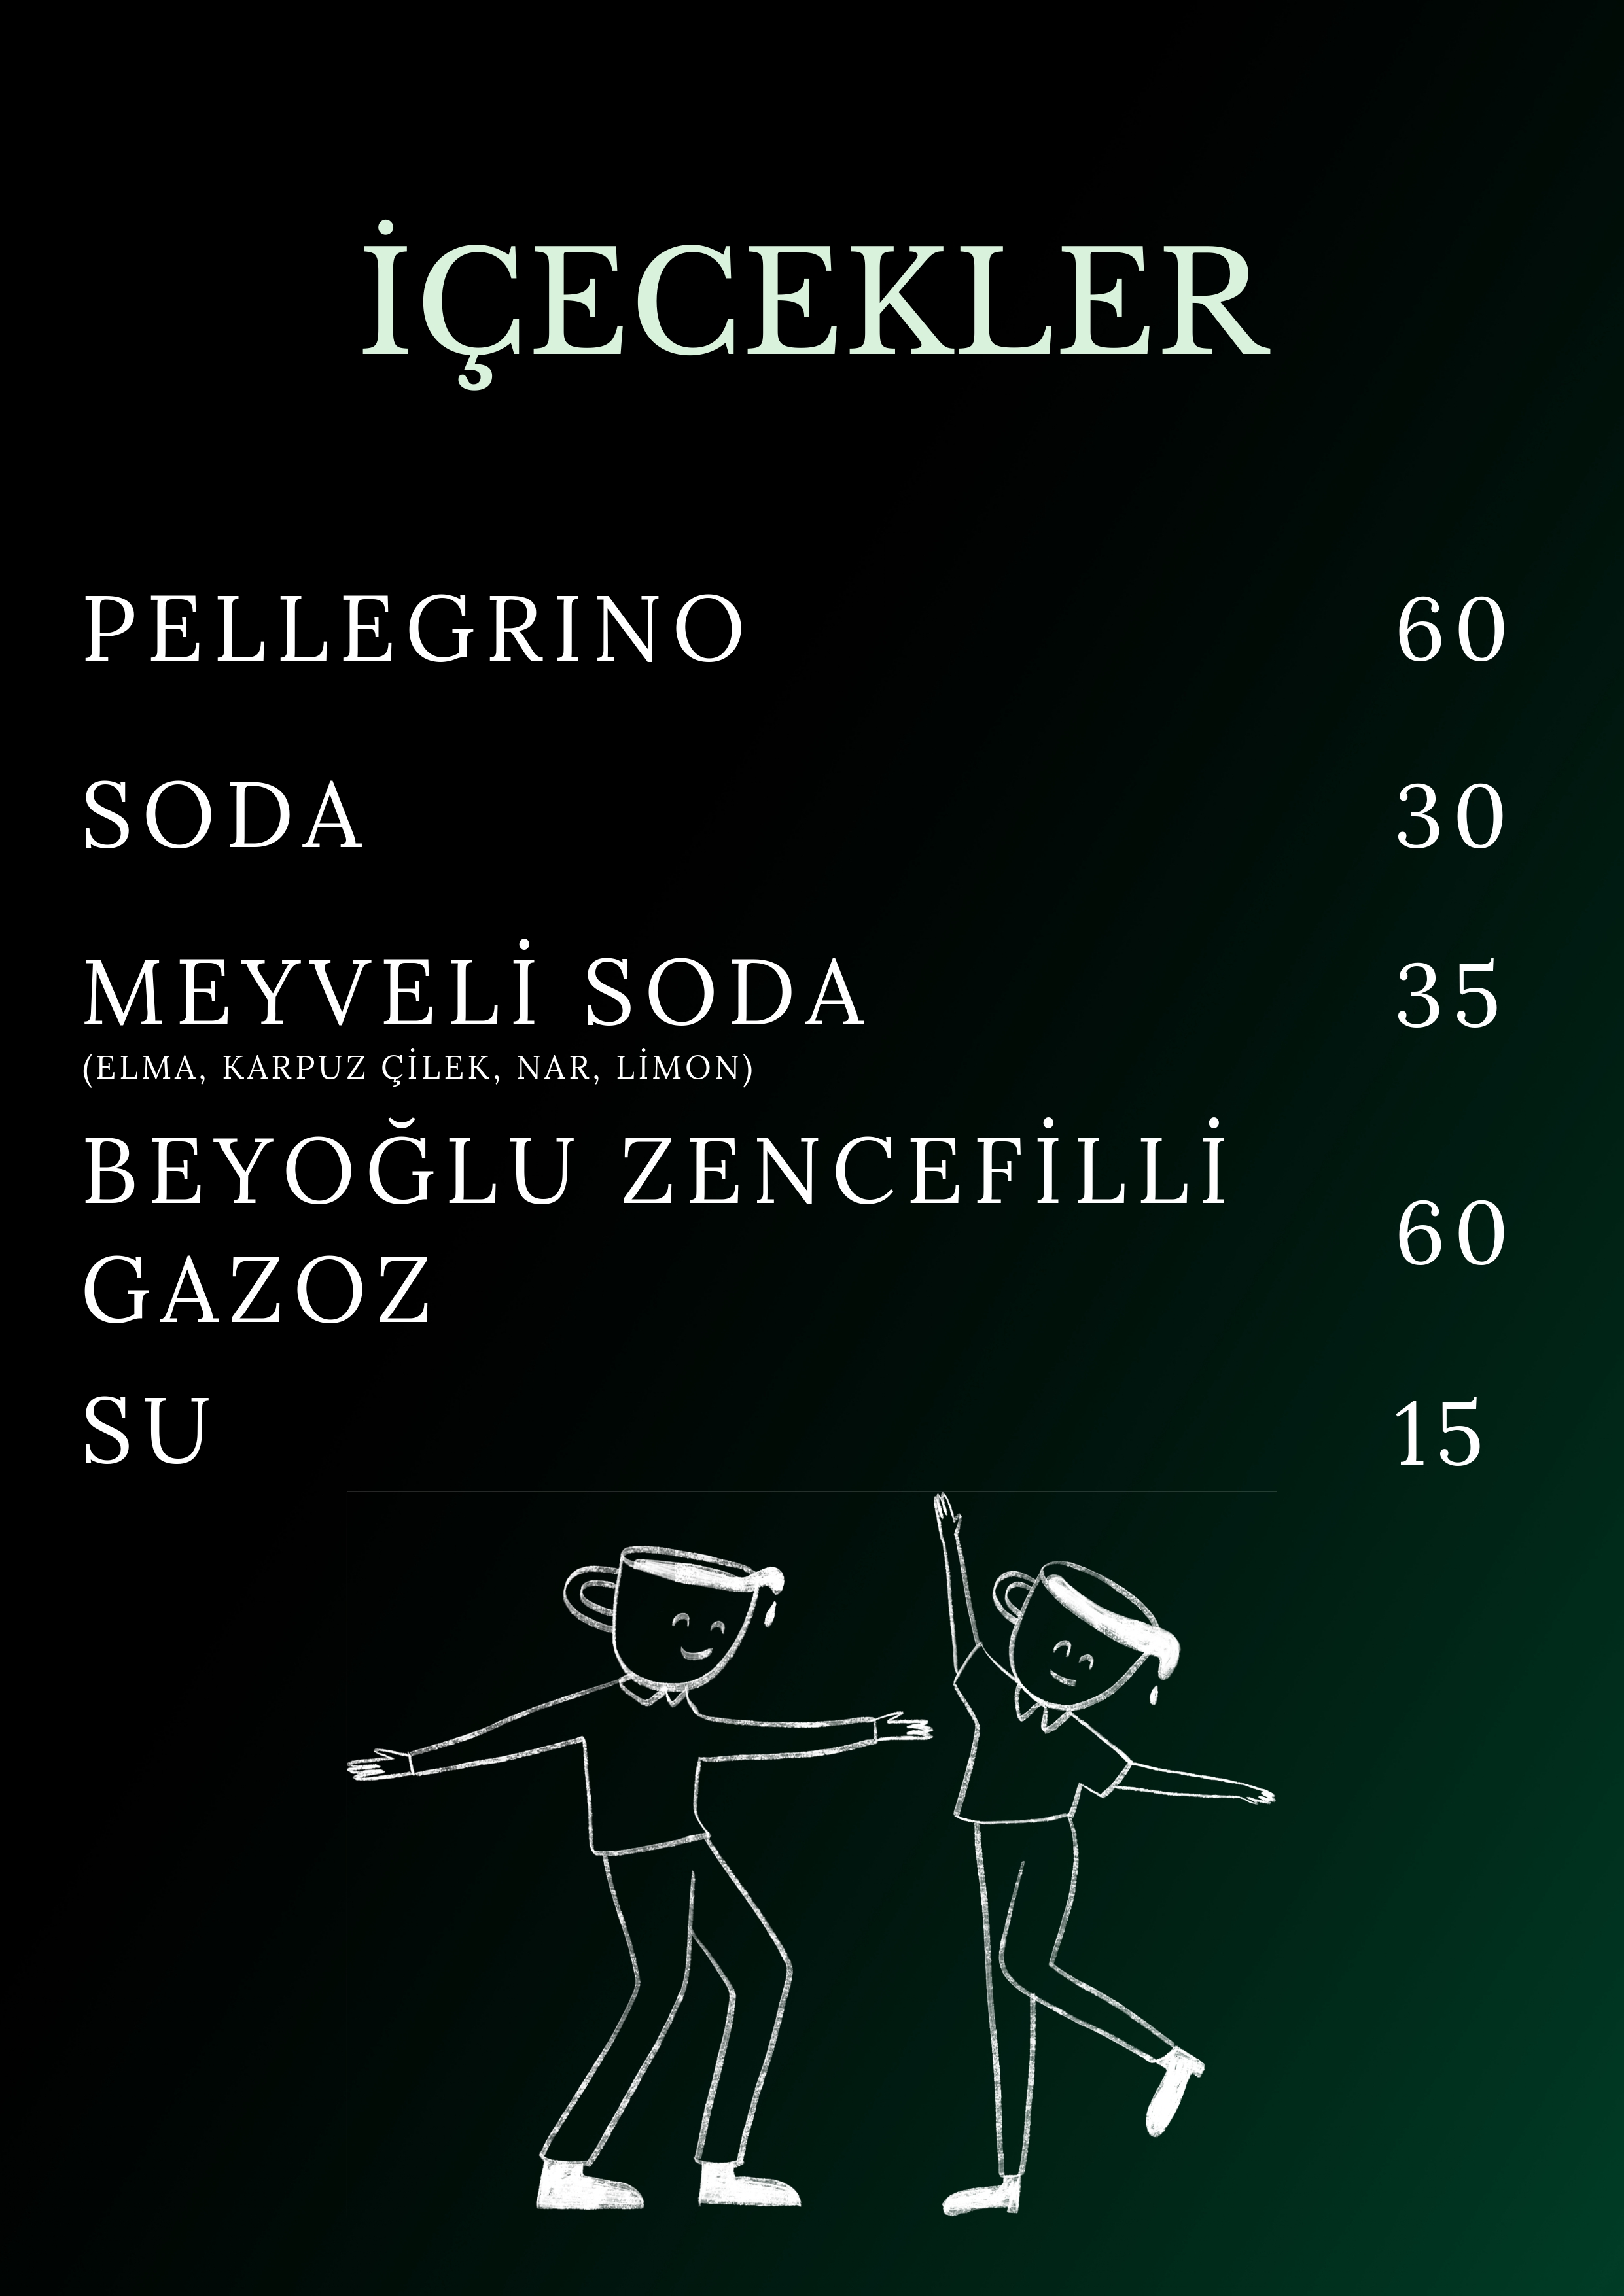 İÇECEKLER
PELLEGRINO 60
SODA 30
MEYVELİ SODA 35
(ELMA, KARPUZ ÇİLEK, NAR, LİMON)
BEYOĞLU ZENCEFİLLİ
60
GAZOZ
SU 15